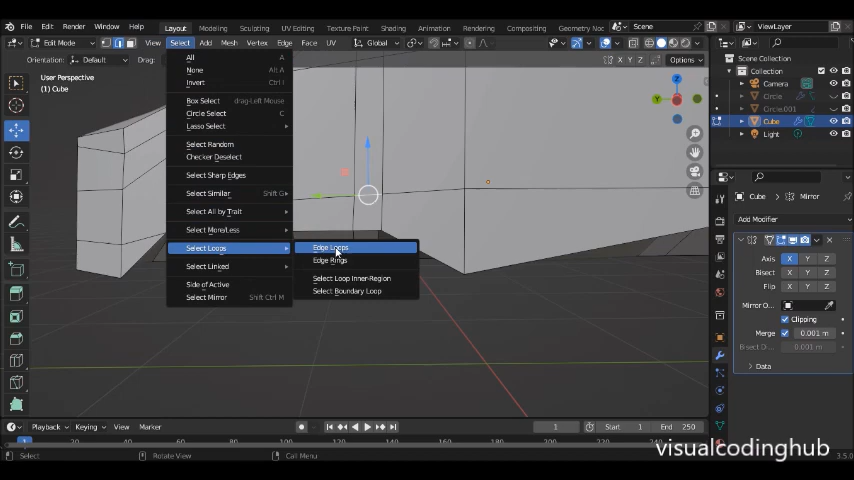 File Edit Render Window Help Layout Modeling Sculpting UV Editing Texture Paint Shading Animation Rendering Compositing Geometry Noc Scene ViewLayer
Edit Mode View Select Add Mesh Vertex Edge Face UV Global
Orientation: Default Drag: X Y Z Options
User Perspective
(1) Cube
All A
None Alt A
Invert Ctrl I
Box Select drag-Left Mouse
Circle Select C
Lasso Select
Select Random
Checker Deselect
Select Sharp Edges
Select Similar Shift G
Select All by Trait
Select More/Less
Select Loops
Select Linked
Side of Active
Select Mirror Shift Ctrl M
Edge Loops
Edge Rings
Select Loop Inner-Region
Select Boundary Loop
Z
Y
Scene Collection
Collection
Camera
Circle
Circle.001
Cube
Light
Cube Mirror
Add Modifier
Axis X Y Z
Bisect X Y Z
Flip X Y Z
Mirror O...
Clipping
Merge 0.001 m
Bisect Di... 0.001 m
Data
Playback Keying View Marker 1 Start 1 End 250
1 20 40 60 80 100 120 140 160 180 200 220 240
Select Rotate View Call Menu 3.5.0
visualcodinghub